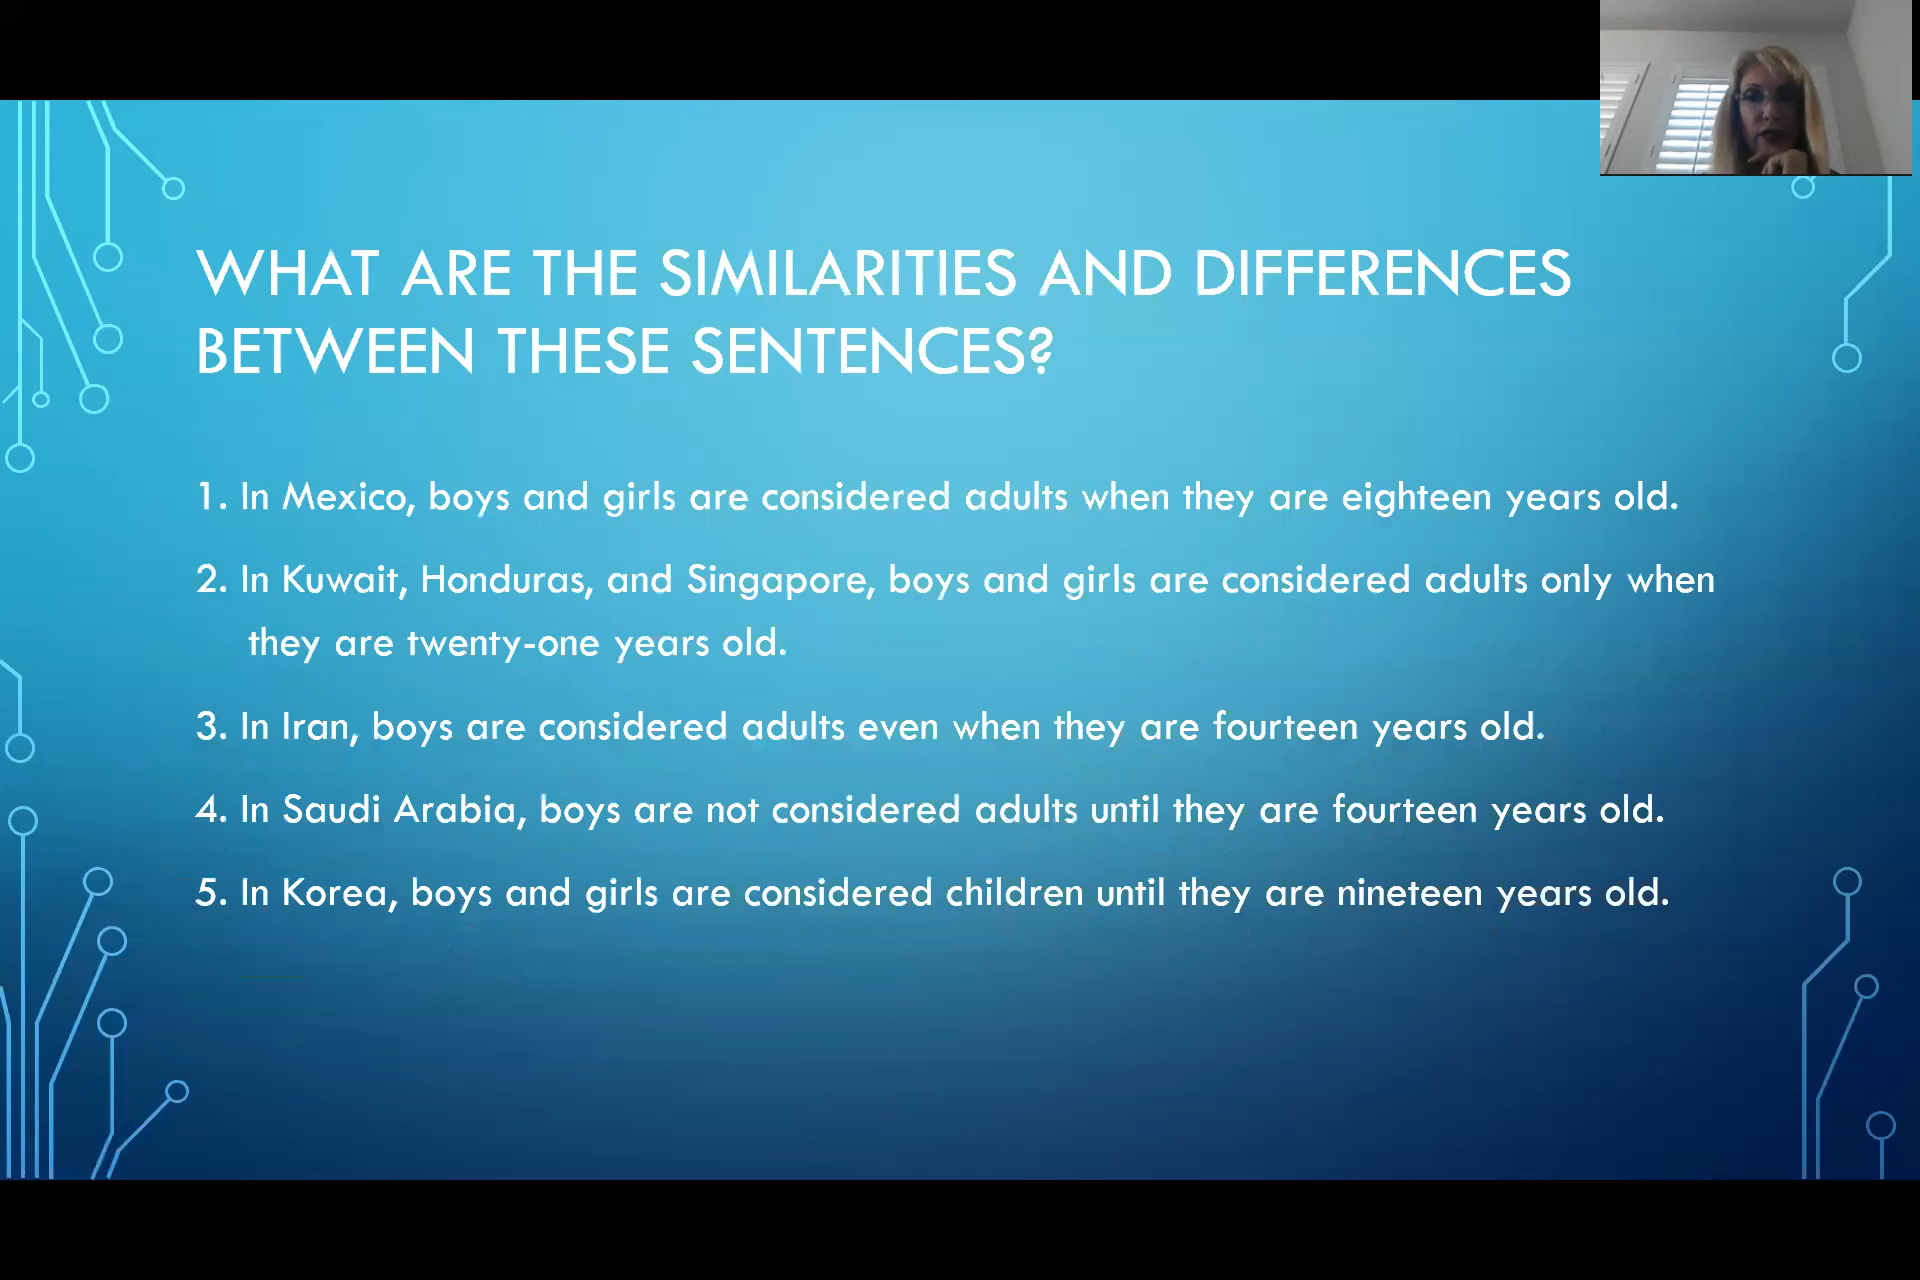 WHAT ARE THE SIMILARITIES AND DIFFERENCES
BETWEEN THESE SENTENCES?
1. In Mexico, boys and girls are considered adults when they are eighteen years old.
2. In Kuwait, Honduras, and Singapore, boys and girls are considered adults only when
they are twenty-one years old.
3. In Iran, boys are considered adults even when they are fourteen years old.
4. In Saudi Arabia, boys are not considered adults until they are fourteen years old.
5. In Korea, boys and girls are considered children until they are nineteen years old.